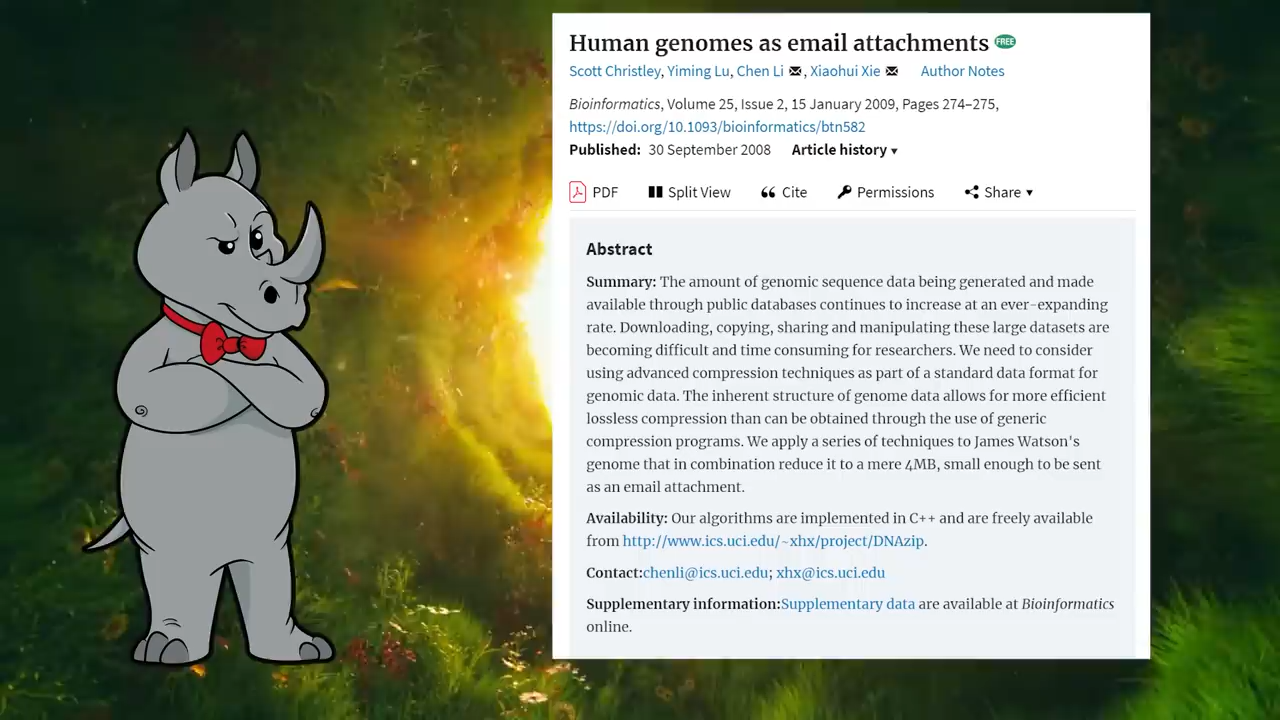 Human genomes as email attachments FREE
Scott Christley, Yiming Lu, Chen Li , Xiaohui Xie Author Notes
Bioinformatics, Volume 25, Issue 2, 15 January 2009, Pages 274–275,
https://doi.org/10.1093/bioinformatics/btn582
Published: 30 September 2008 Article history
PDF Split View Cite Permissions Share
Abstract
Summary: The amount of genomic sequence data being generated and made
available through public databases continues to increase at an ever-expanding
rate. Downloading, copying, sharing and manipulating these large datasets are
becoming difficult and time consuming for researchers. We need to consider
using advanced compression techniques as part of a standard data format for
genomic data. The inherent structure of genome data allows for more efficient
lossless compression than can be obtained through the use of generic
compression programs. We apply a series of techniques to James Watson's
genome that in combination reduce it to a mere 4MB, small enough to be sent
as an email attachment.
Availability: Our algorithms are implemented in C++ and are freely available
from http://www.ics.uci.edu/~xhx/project/DNAzip.
Contact:chenli@ics.uci.edu; xhx@ics.uci.edu
Supplementary information:Supplementary data are available at Bioinformatics
online.